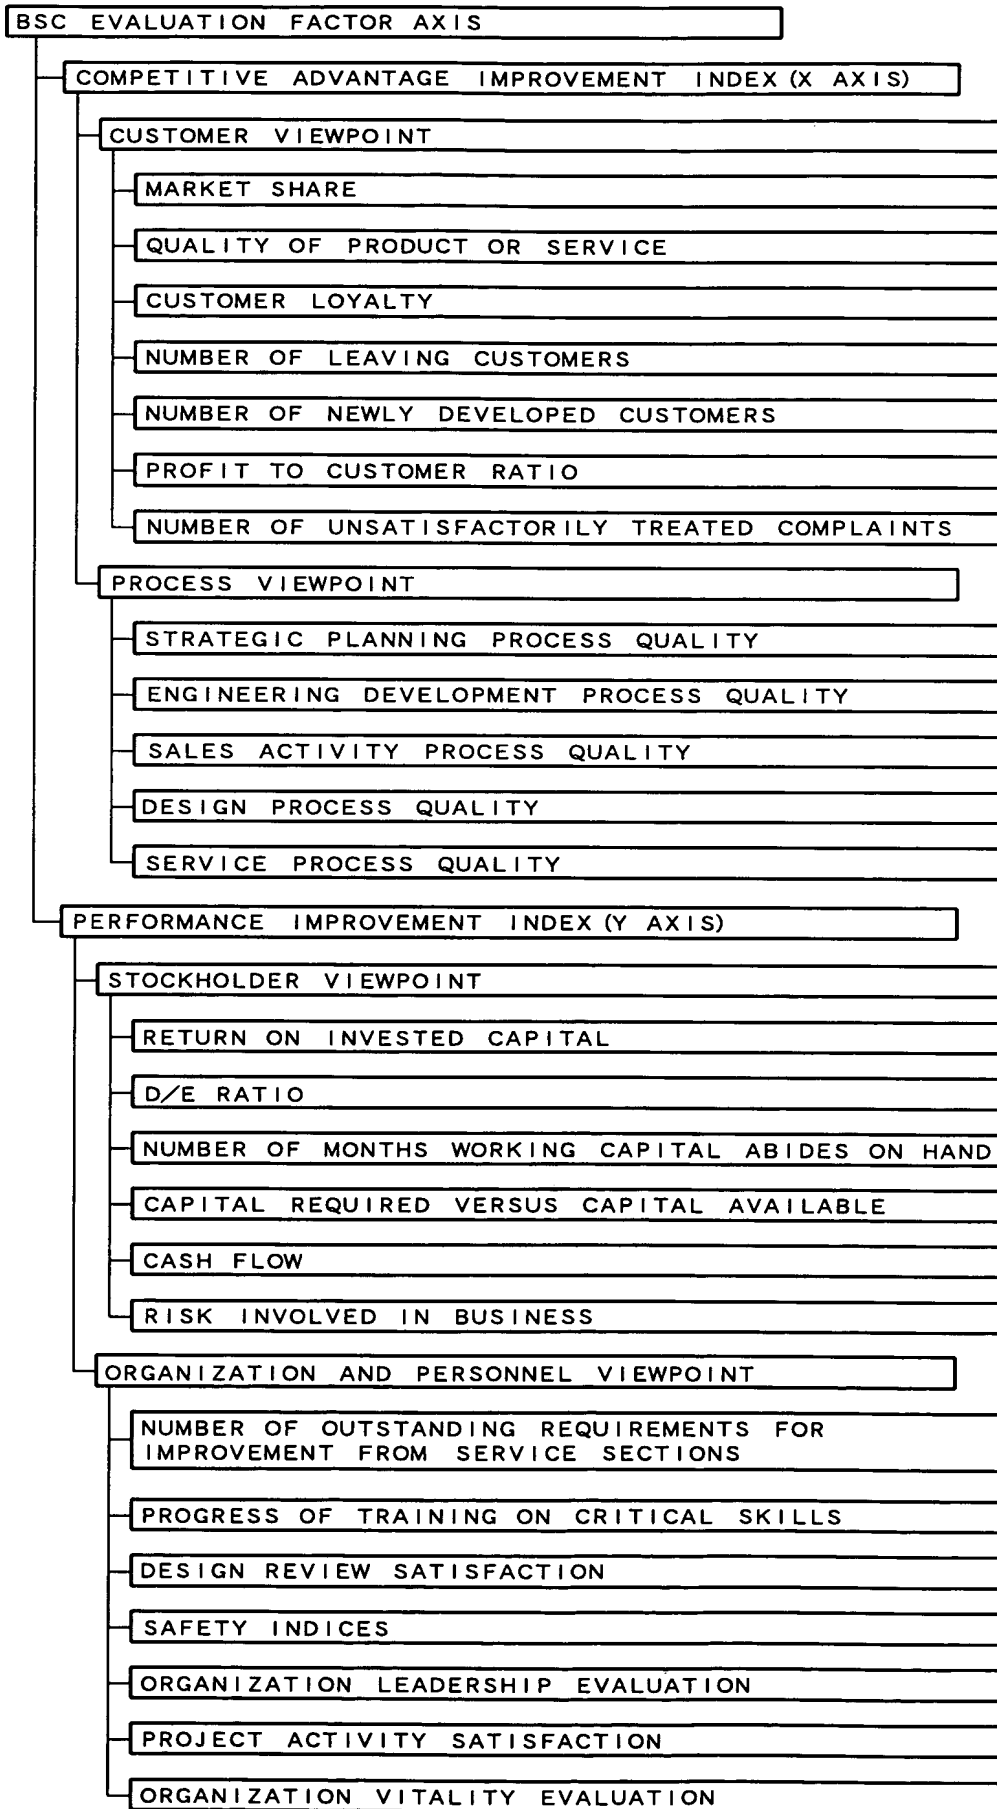 BSC EVALUATION FACTOR AXIS
COMPETITIVE ADVANTAGE IMPROVEMENT INDEX (X AXIS)
CUSTOMER VIEWPOINT
MARKET SHARE
QUALITY OF PRODUCT OR SERVICE
CUSTOMER LOYALTY
NUMBER OF LEAVING CUSTOMERS
NUMBER OF NEWLY DEVELOPED CUSTOMERS
PROFIT TO CUSTOMER RATIO
NUMBER OF UNSATISFACTORILY TREATED COMPLAINTS
PROCESS VIEWPOINT
STRATEGIC PLANNING PROCESS QUALITY
ENGINEERING DEVELOPMENT PROCESS QUALITY
SALES ACTIVITY PROCESS QUALITY
DESIGN PROCESS QUALITY
SERVICE PROCESS QUALITY
PERFORMANCE IMPROVEMENT INDEX (Y AXIS)
STOCKHOLDER VIEWPOINT
RETURN ON INVESTED CAPITAL
D/E RATIO
NUMBER OF MONTHS WORKING CAPITAL ABIDES ON HAND
CAPITAL REQUIRED VERSUS CAPITAL AVAILABLE
CASH FLOW
RISK INVOLVED IN BUSINESS
ORGANIZATION AND PERSONNEL VIEWPOINT
NUMBER OF OUTSTANDING REQUIREMENTS FOR
IMPROVEMENT FROM SERVICE SECTIONS
PROGRESS OF TRAINING ON CRITICAL SKILLS
DESIGN REVIEW SATISFACTION
SAFETY INDICES
ORGANIZATION LEADERSHIP EVALUATION
PROJECT ACTIVITY SATISFACTION
ORGANIZATION VITALITY EVALUATION